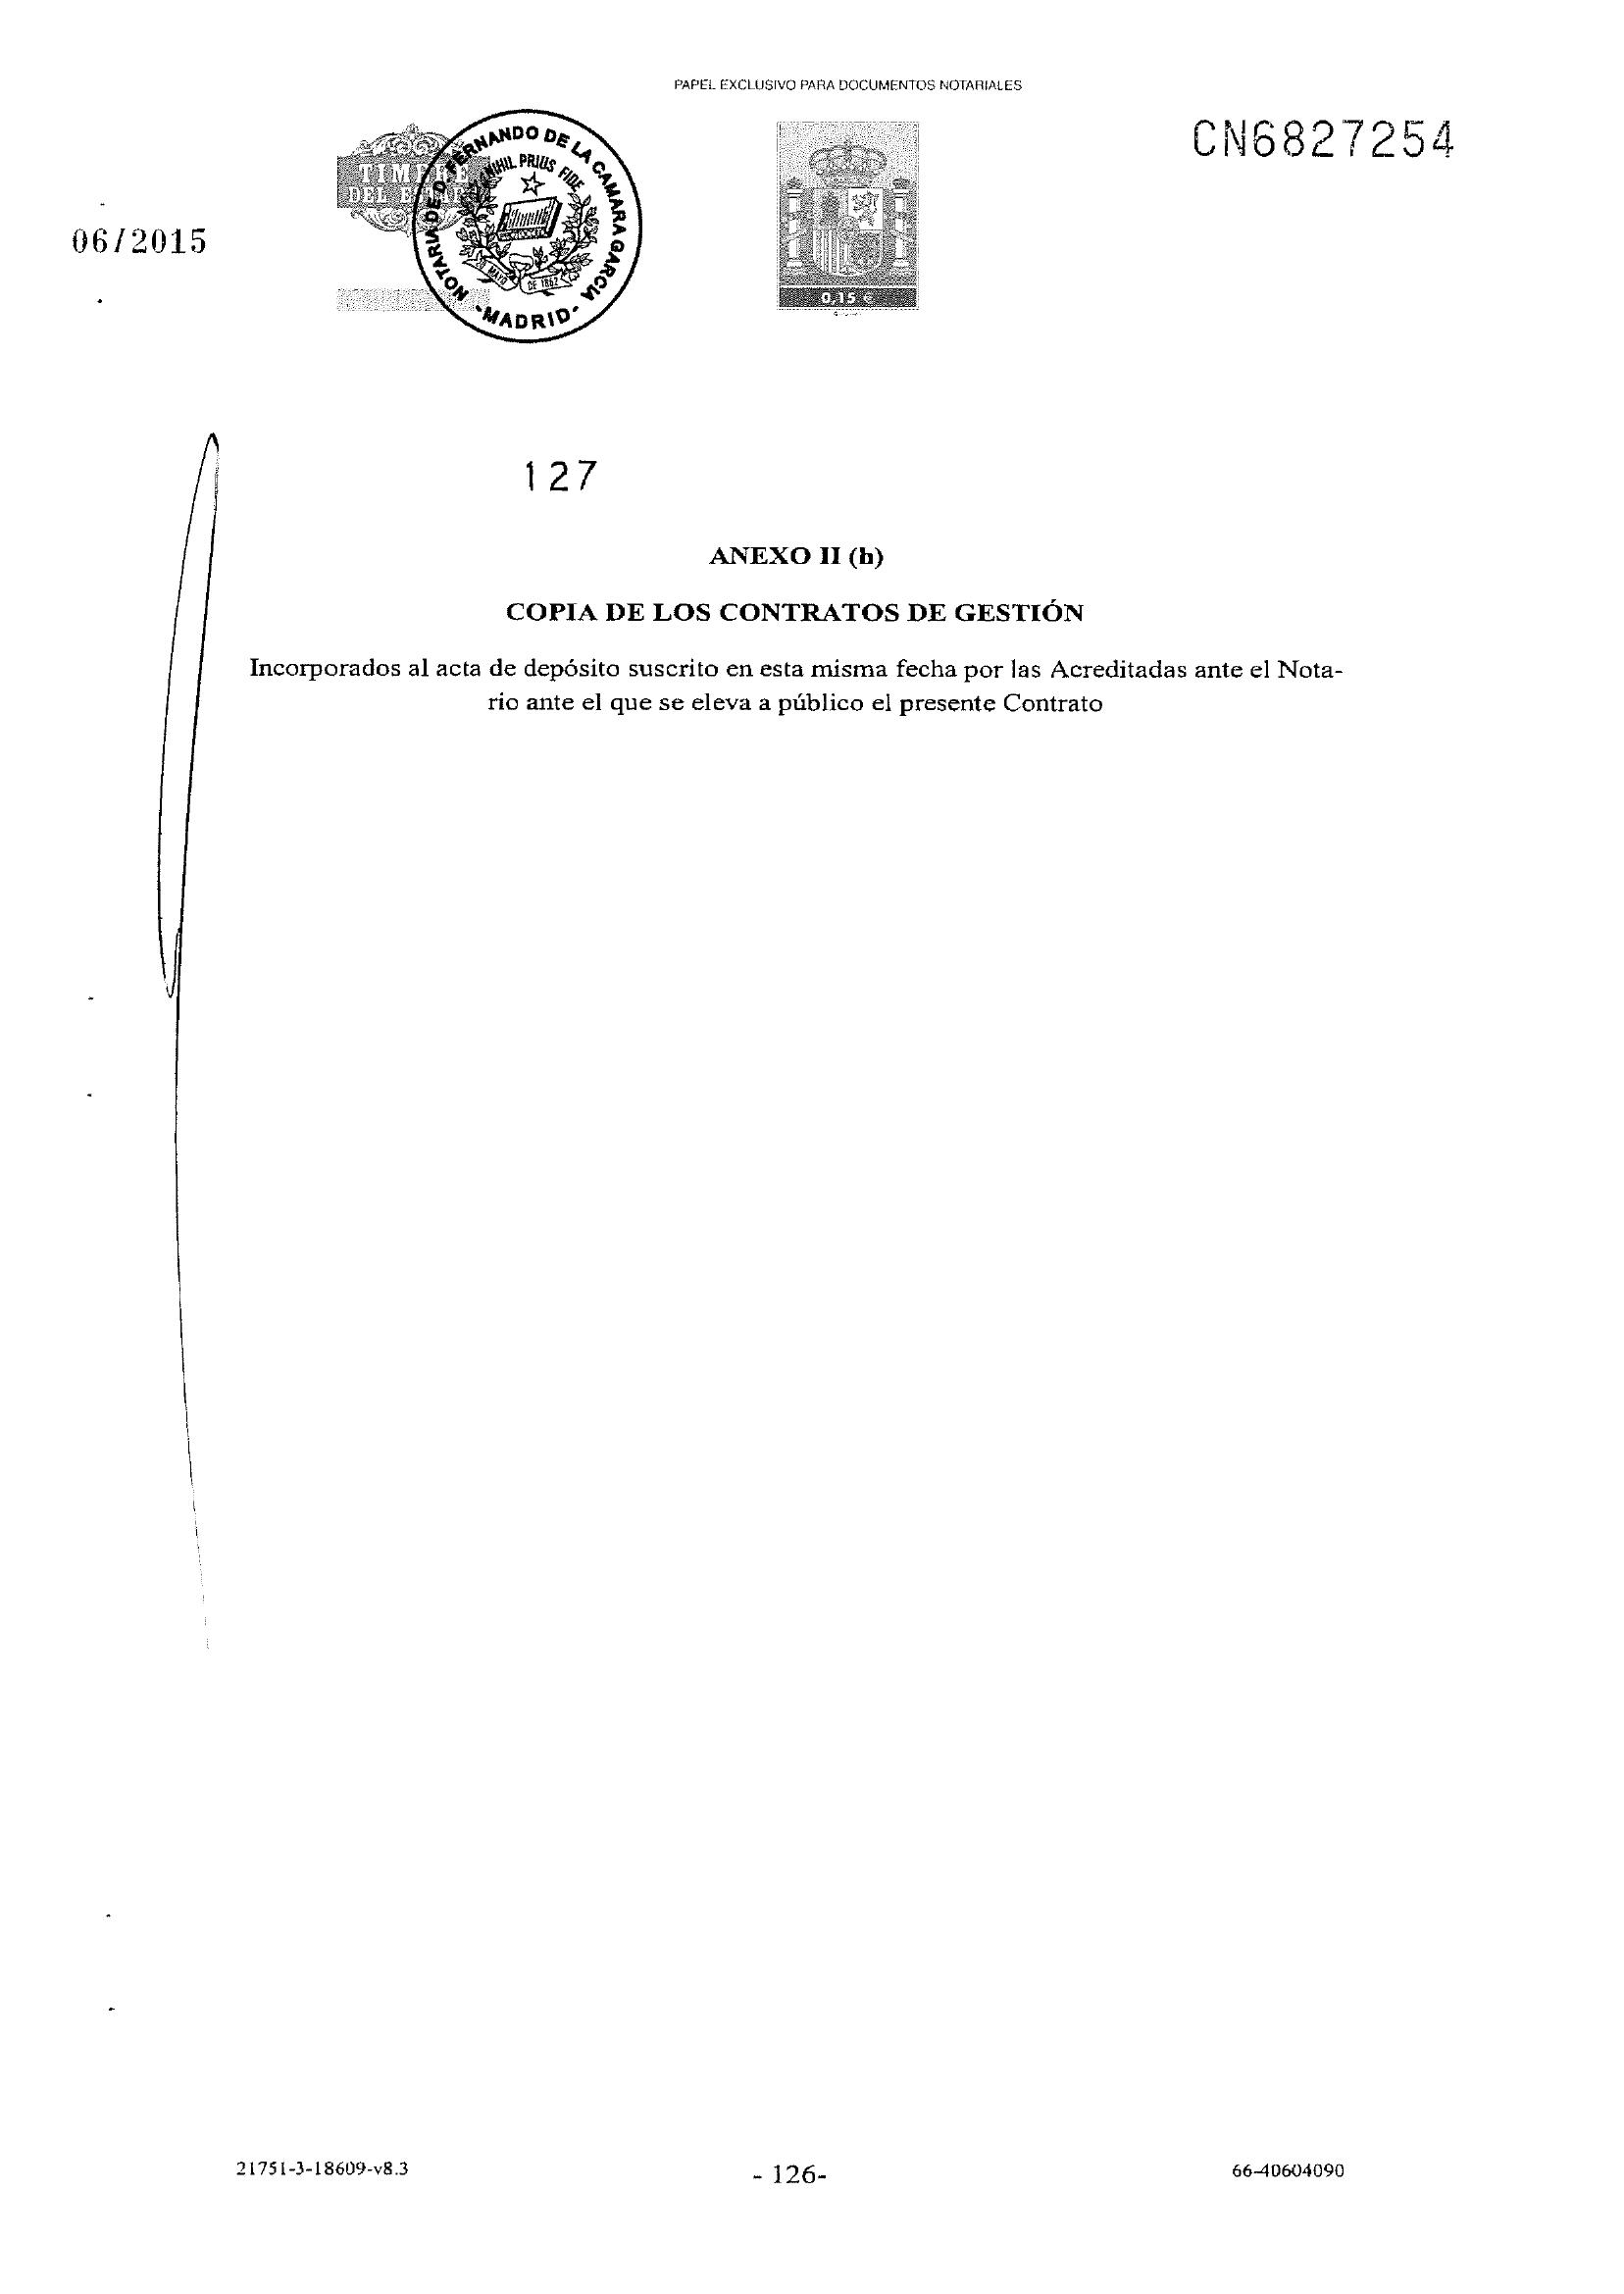 PAPEL EXCLUSIVO PARA DOCUMENTOS NOTARIALES
CN6827254
TIMBRE
DEL E
NOTARIA DE D. FERNANDO DE LA CAMARA GARCIA
NIHIL PRIUS FIDE
MAYO DE 1862
-MADRID-
0,15 €
06/2015
127
ANEXO II (h)
COPIA DE LOS CONTRATOS DE GESTIÓN
Incorporados al acta de depósito suscrito en esta misma fecha por las Acreditadas ante el Nota-
rio ante el que se eleva a público el presente Contrato
21751-3-18609-v8.3
- 126-
66-40604090